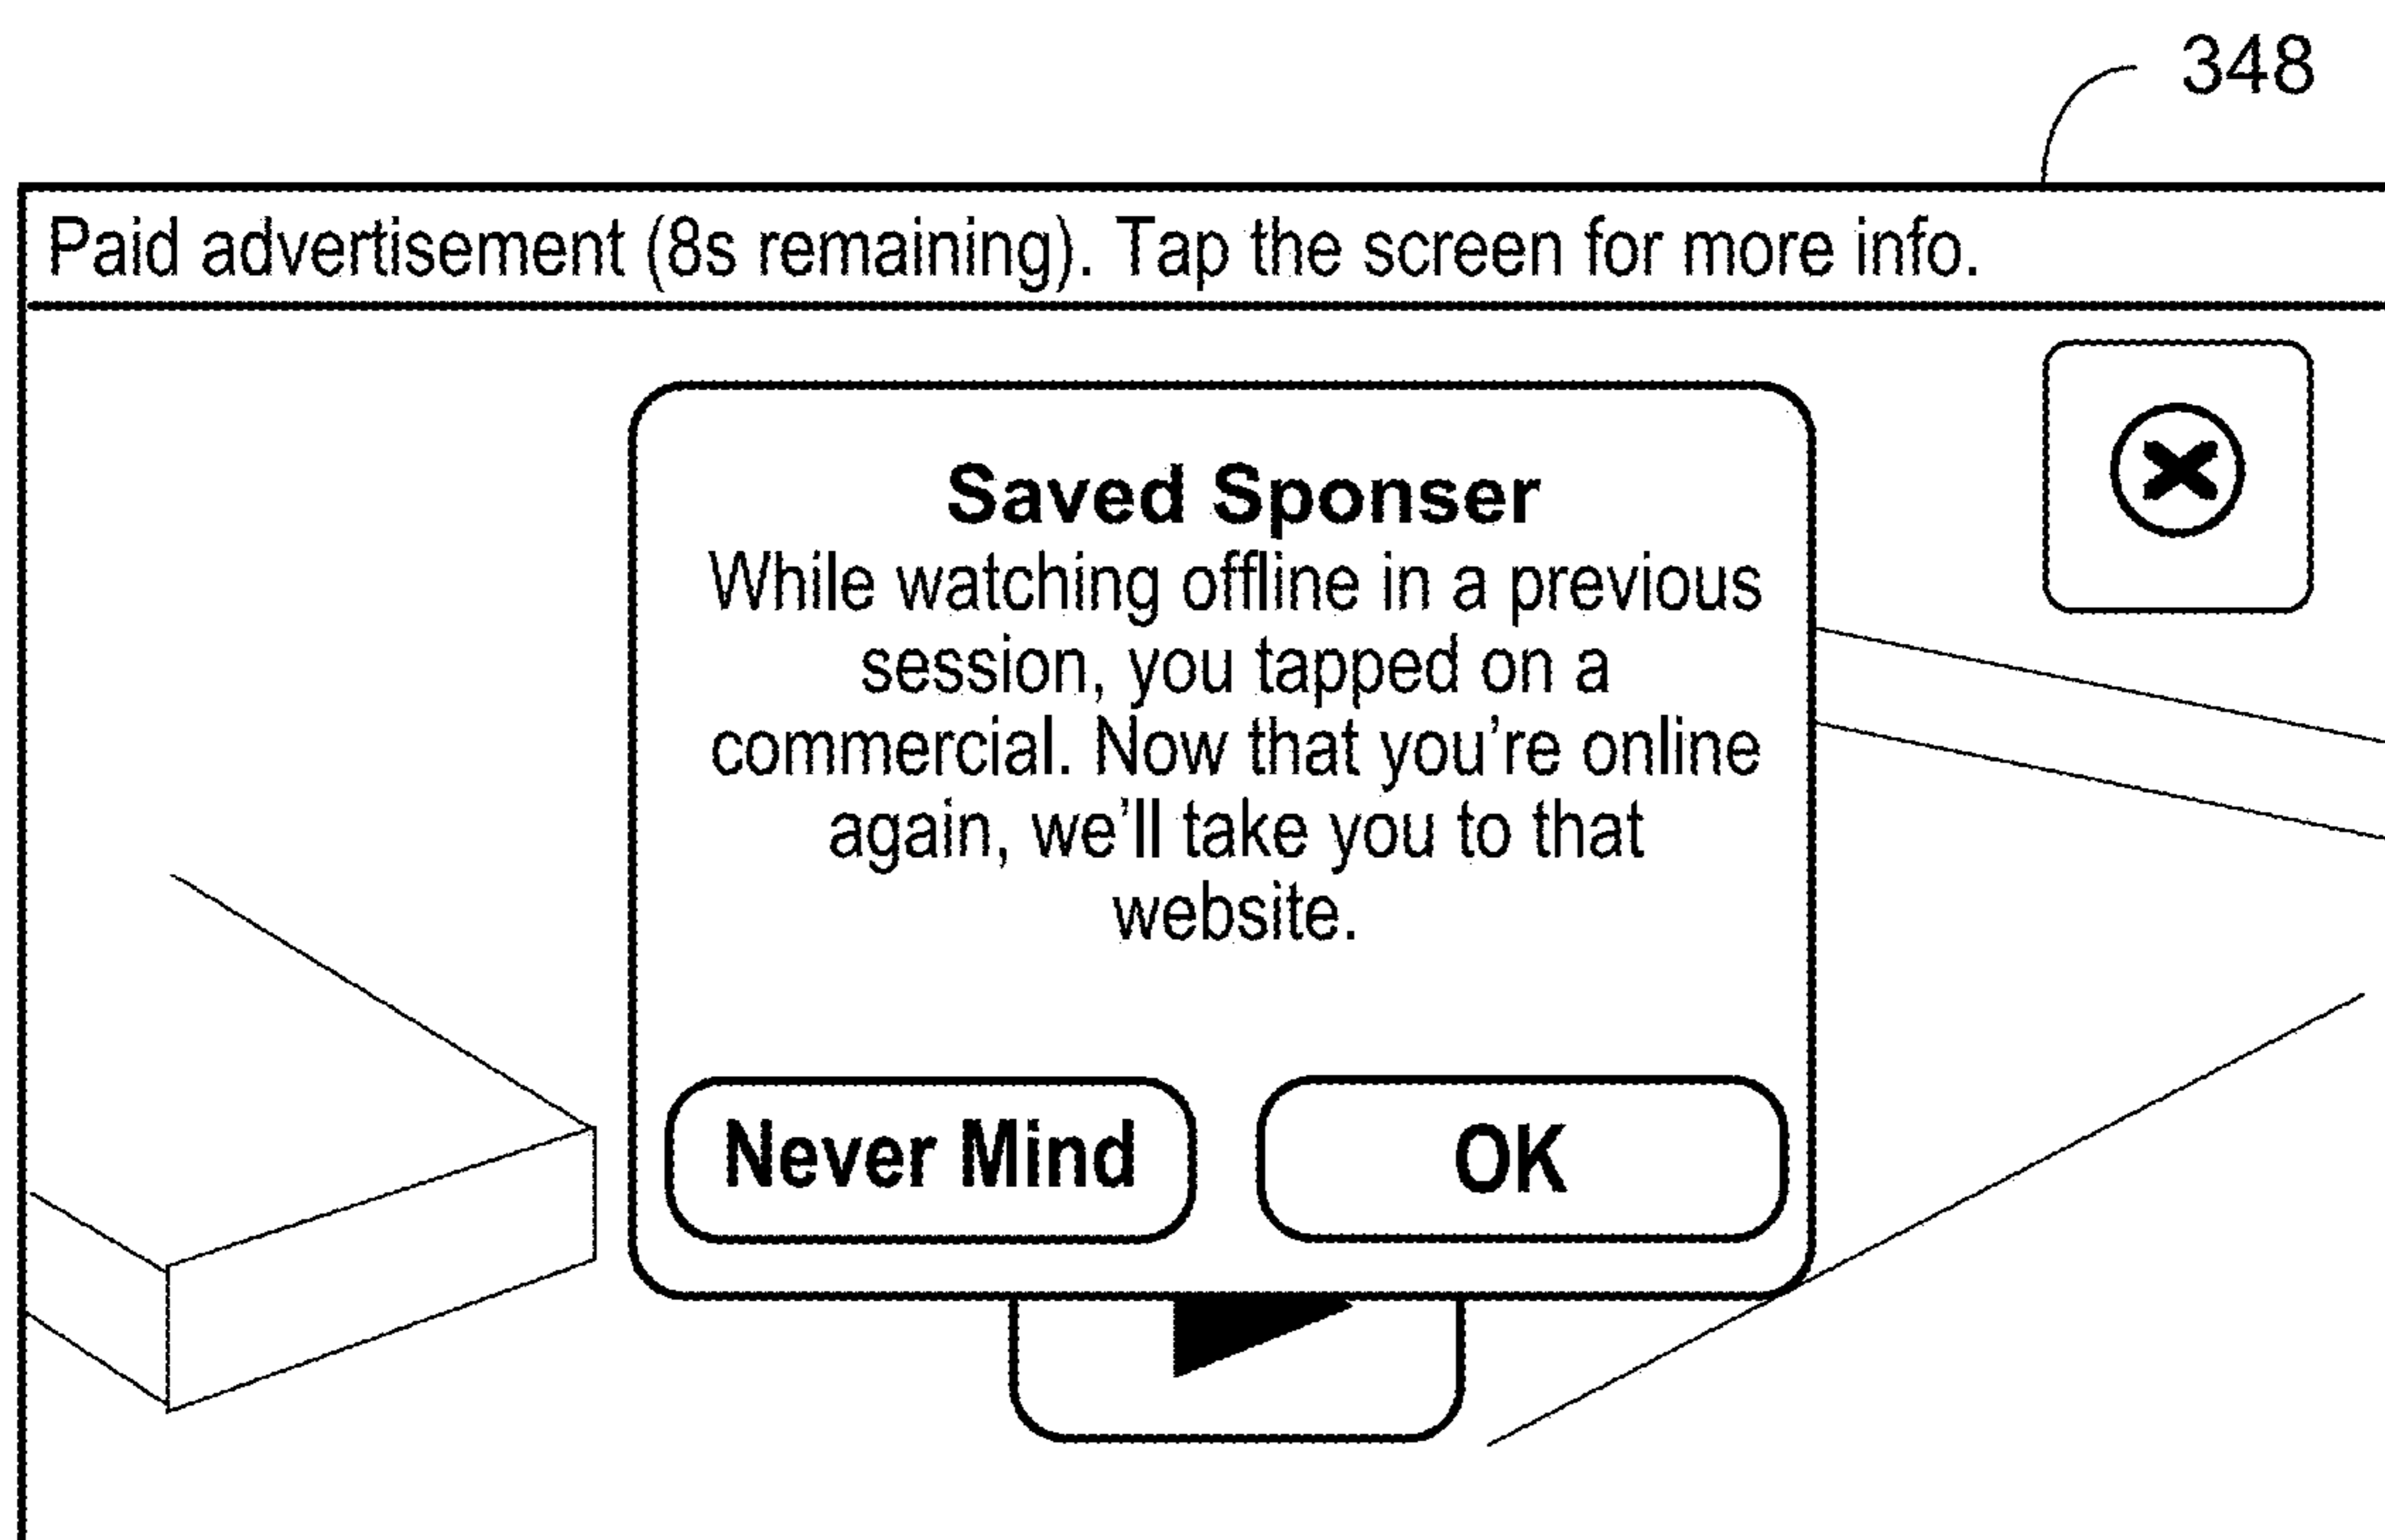 348
Paid advertisement (8s remaining). Tap the screen for more info.
Saved Sponser
While watching offline in a previous
session, you tapped on a
commercial. Now that you're online
again, we'll take you to that
website.
Never Mind
OK